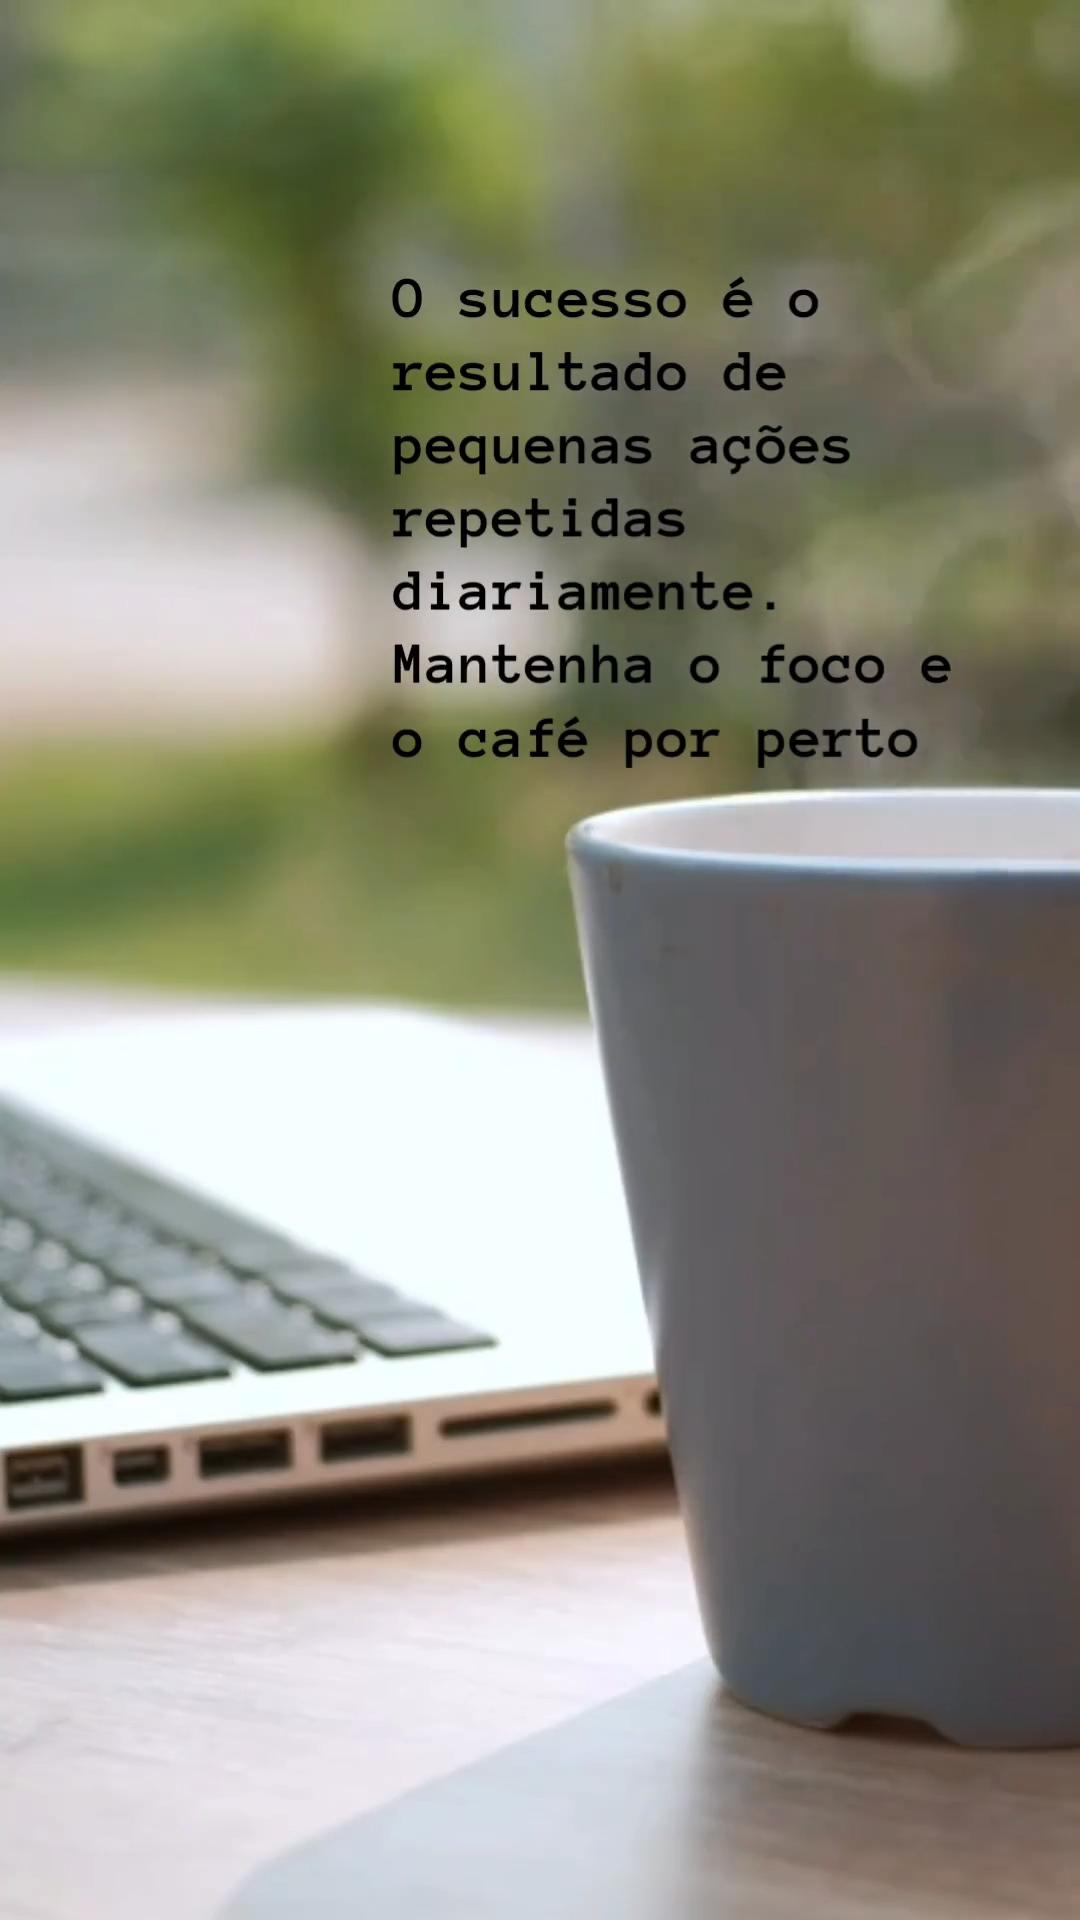 O sucesso é o
resultado de
pequenas ações
repetidas
diariamente.
Mantenha o foco e
o café por perto